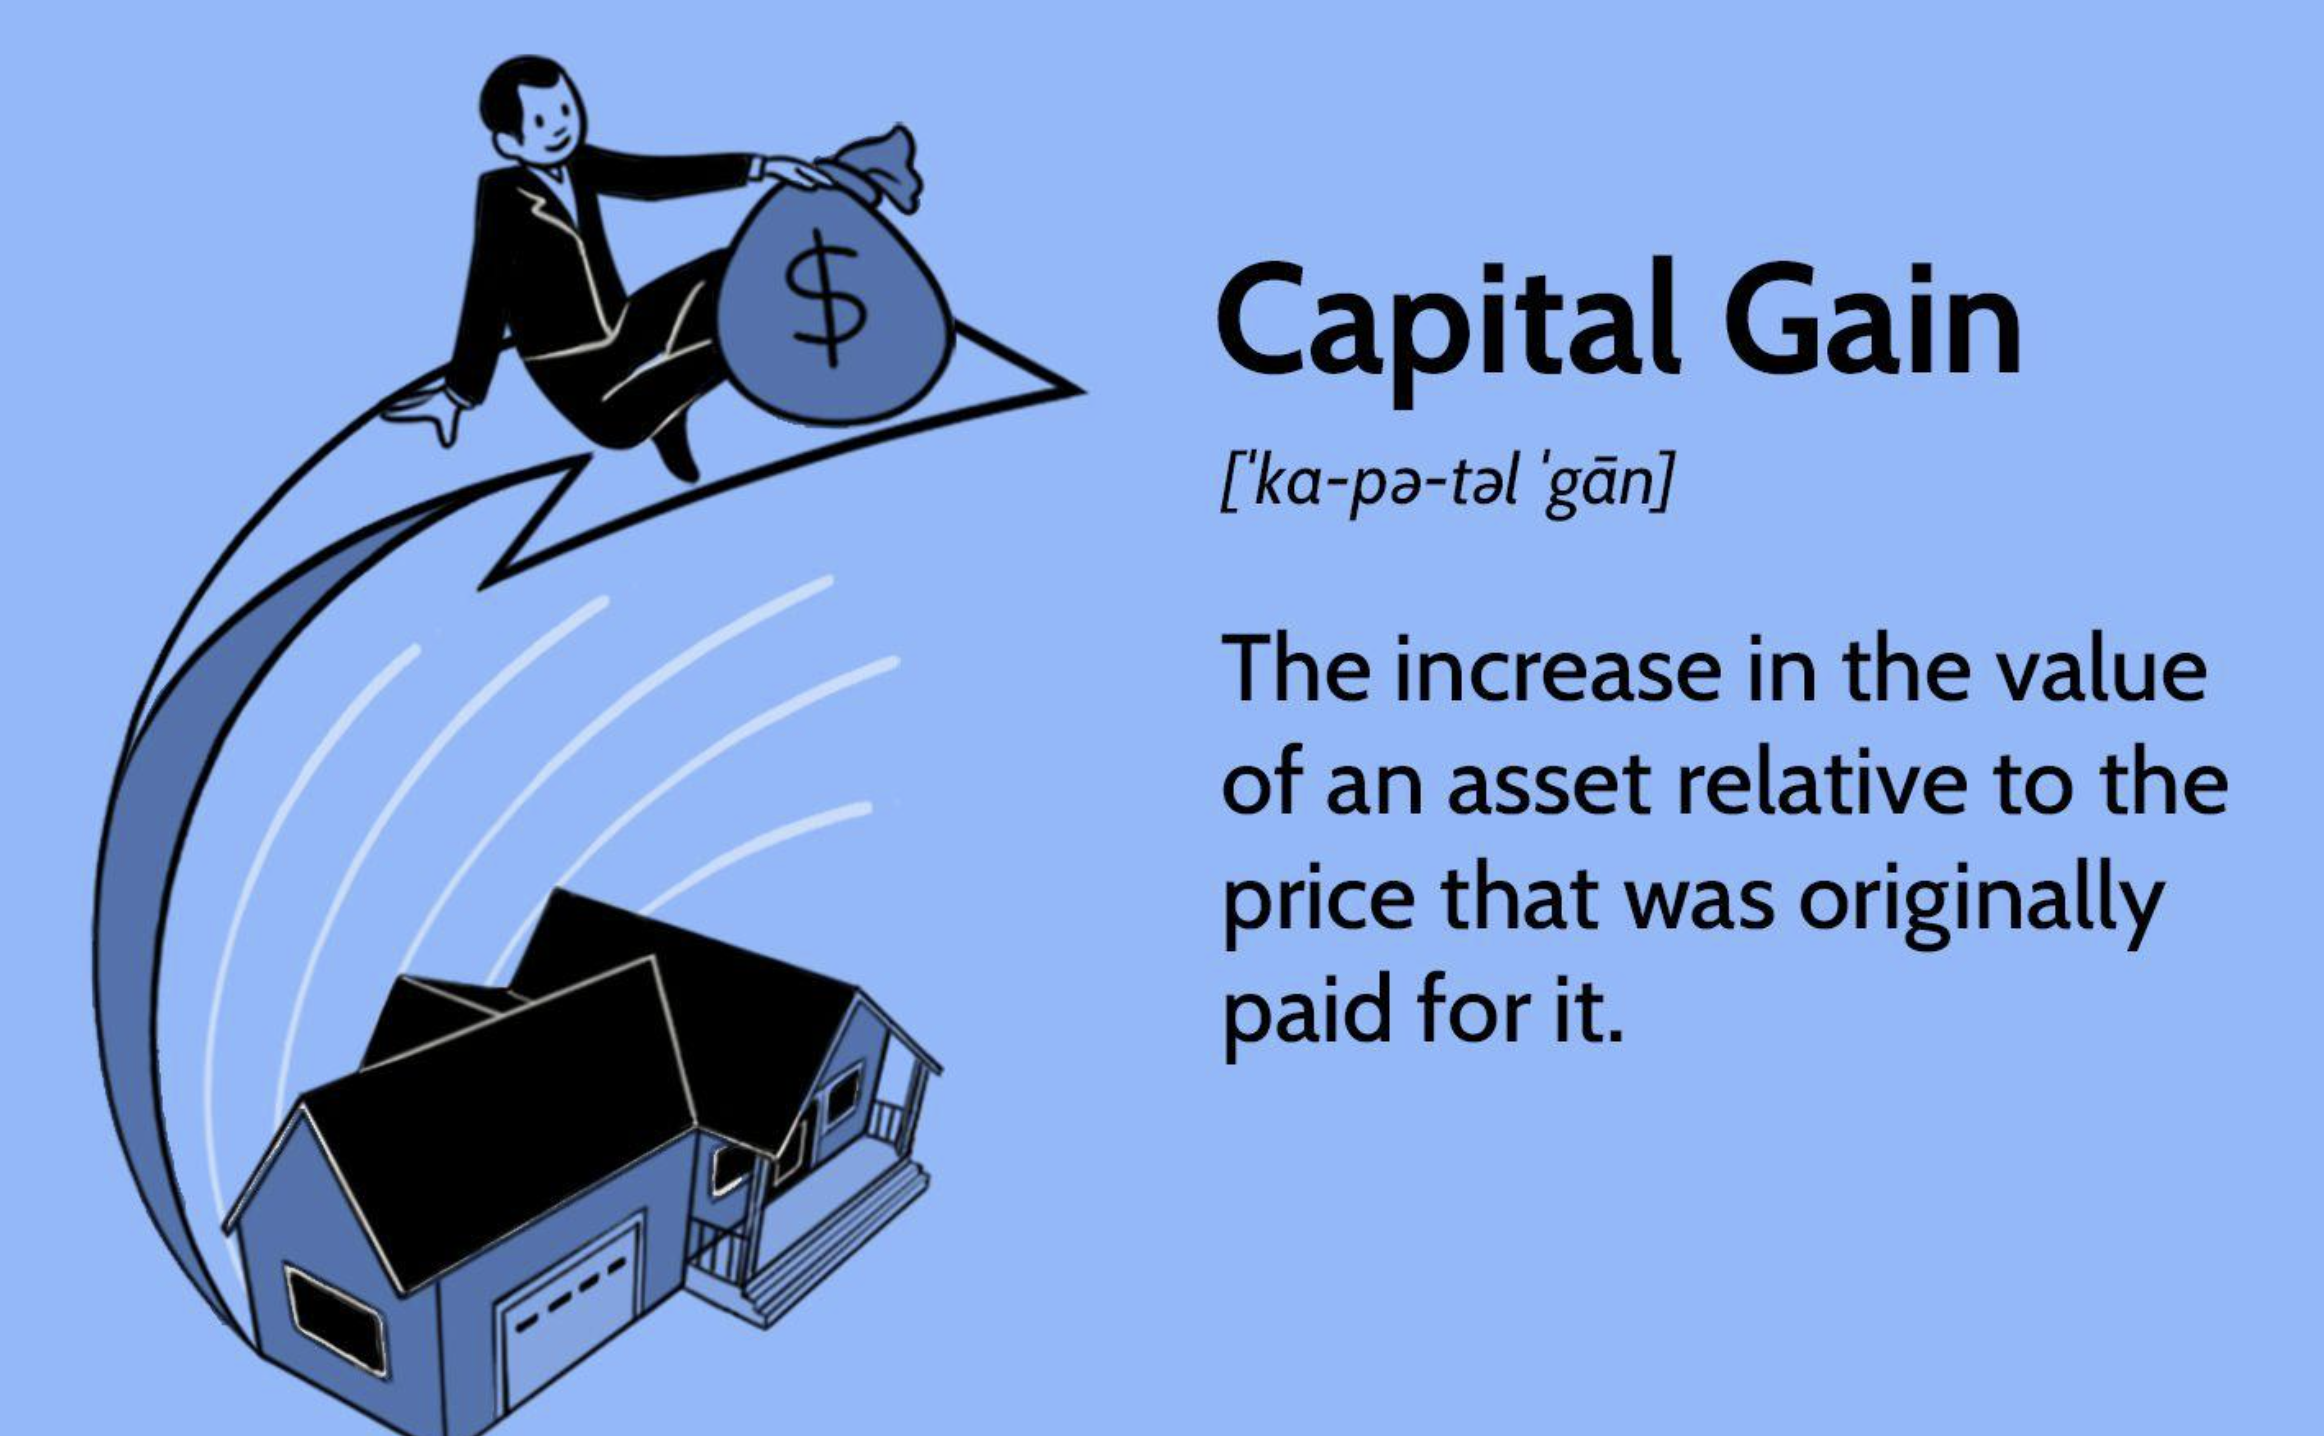 $
Capital Gain
[ˈka-pə-təl ˈgān]
The increase in the value
of an asset relative to the
price that was originally
paid for it.